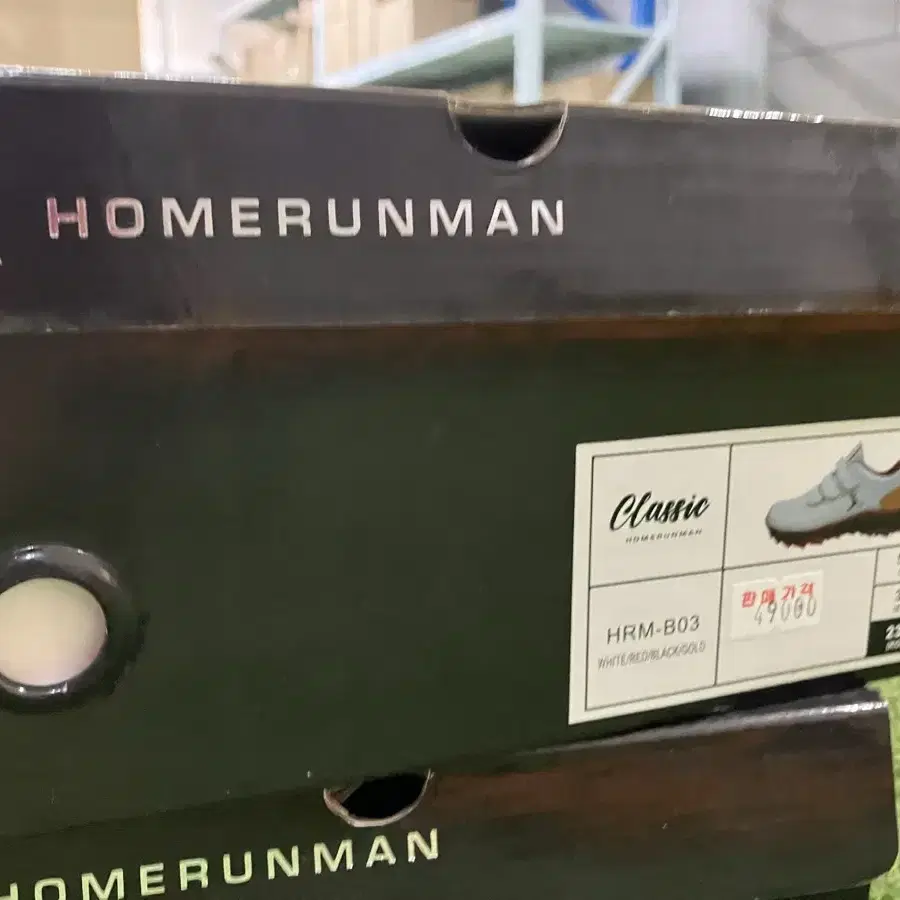 HOMERUNMAN
Classic
HOMERUNMAN
HRM-B03
WHITE/RED/BLACK/GOLD
판매가격
49000
HOMERUNMAN